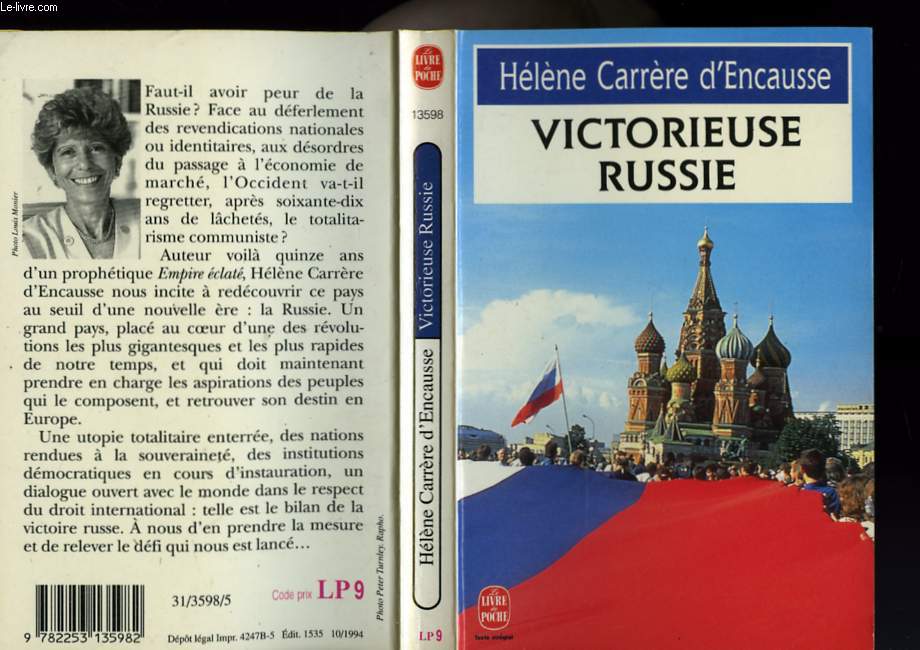 Le-livre.com
Faut-il avoir peur de la
Russie ? Face au déferlement
des revendications nationales
ou identitaires, aux désordres
du passage à l'économie de
marché, l'Occident va-t-il
regretter, après soixante-dix
ans de lâchetés, le totalita-
risme communiste ?
Photo Louis Monier
Auteur voilà quinze ans
d'un prophétique Empire éclaté, Hélène Carrère
d'Encausse nous incite à redécouvrir ce pays
au seuil d'une nouvelle ère : la Russie. Un
grand pays, placé au cœur d'une des révolu-
tions les plus gigantesques et les plus rapides
de notre temps, et qui doit maintenant
prendre en charge les aspirations des peuples
qui le composent, et retrouver son destin en
Europe.
Une utopie totalitaire enterrée, des nations
rendues à la souveraineté, des institutions
démocratiques en cours d'instauration, un
dialogue ouvert avec le monde dans le respect
du droit international : telle est le bilan de la
victoire russe. À nous d'en prendre la mesure
et de relever le défi qui nous est lancé…
Photo Peter Turnley. Rapho.
31/3598/5
Code prix LP 9
9 782253 135982
Dépôt légal Impr. 4247B-5 Édit. 1535 10/1994
Le
LIVRE
de
POCHE
13598
Hélène Carrère d'Encausse Victorieuse Russie
LP 9
Hélène Carrère d'Encausse
VICTORIEUSE
RUSSIE
Le
LIVRE
de
POCHE
Texte intégral